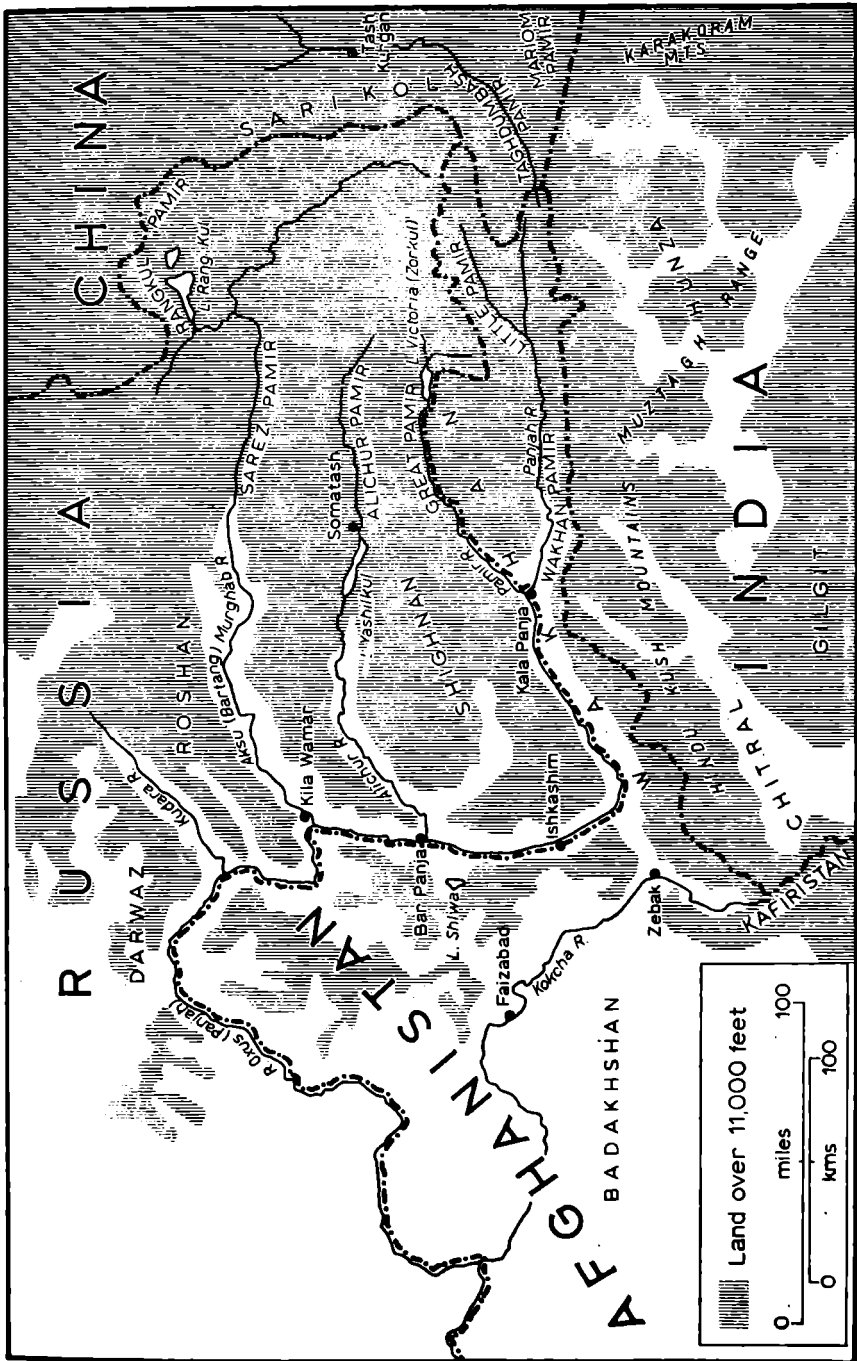 RUSSIA
CHINA
AFGHANISTAN
INDIA
WAKHAN
DARWAZ
ROSHAN
SHIGHNAN
BADAKHSHAN
KAFIRISTAN
CHITRAL
GILGIT
HUNZA
SARIKOL
Kudara R.
R Oxus (Panjah)
Aksu (Bartang) Murghab R.
SAREZ PAMIR
RANGKUL PAMIR
L Rang-Kul
Tash Kurgan
Kila Wamar
Somatash
Yashil Kul
ALICHUR PAMIR
Alichur R.
Bar Panja
L. Shiwa
GREAT PAMIR
Victoria (Zorkul)
Pamir R.
LITTLE PAMIR
TAGHDUMBASH PAMIR
MARIOM PAMIR
KARAKORAM MTS.
Ishkashim
Kala Panja
Panjah R.
WAKHAN PAMIR
Faizabad
Kokcha R.
Zebak
HINDU KUSH MOUNTAINS
MUZTAGH RANGE
Land over 11,000 feet
0 miles 100
0 kms 100